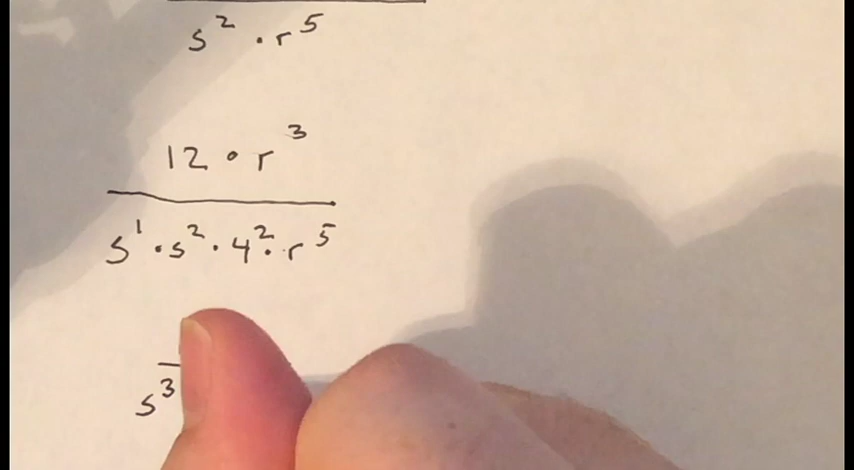 s² · r⁵
12 · r³
s¹ · s² · 4² · r⁵
s³